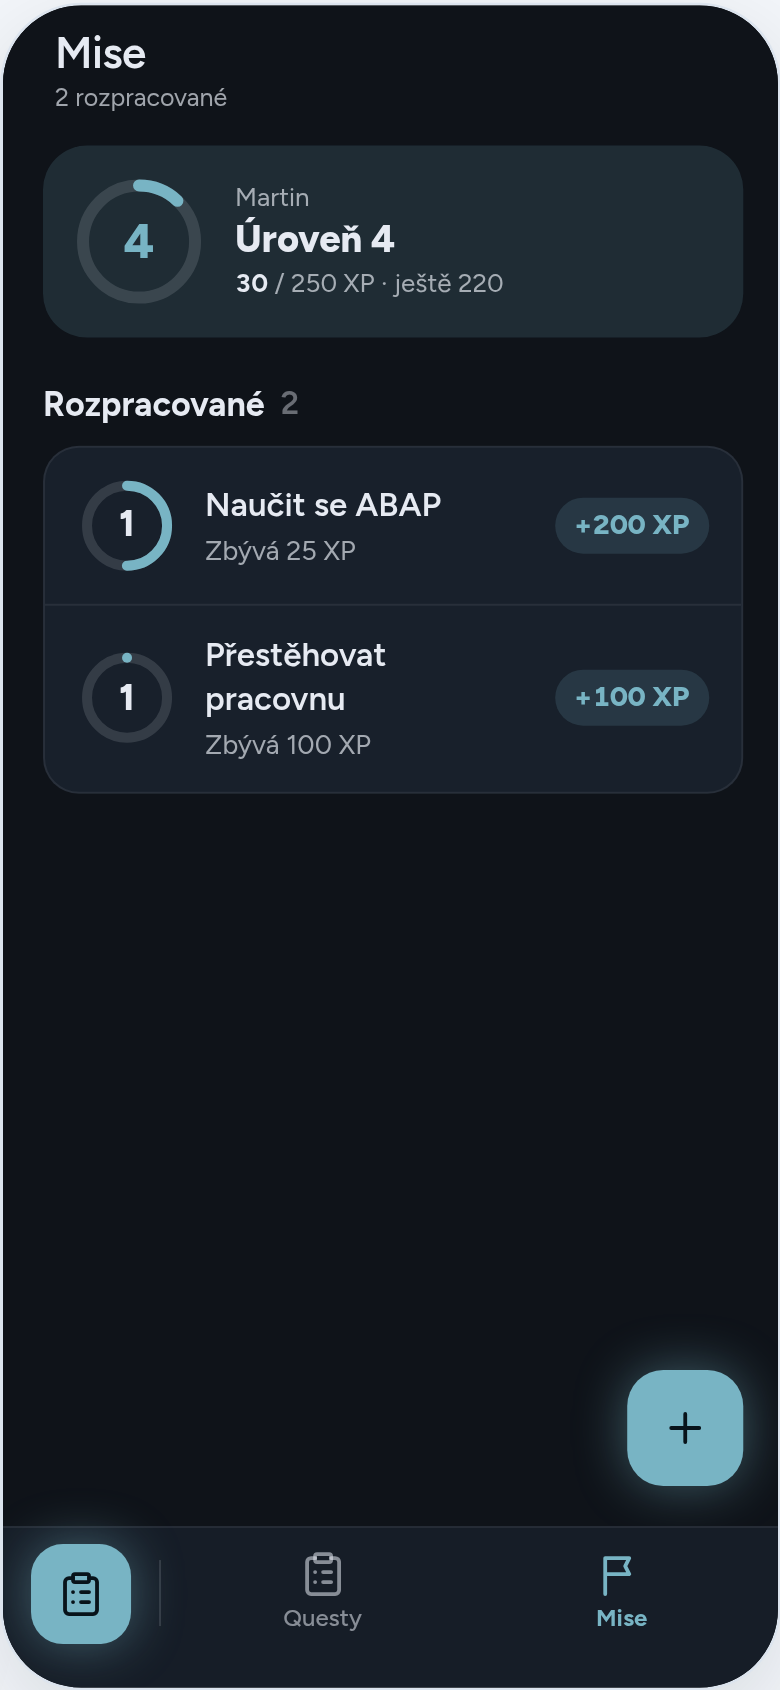 Mise
2 rozpracované
4
Martin
Úroveň 4
30 / 250 XP · ještě 220
Rozpracované 2
1
Naučit se ABAP
Zbývá 25 XP
+200 XP
1
Přestěhovat
pracovnu
Zbývá 100 XP
+100 XP
Questy
Mise